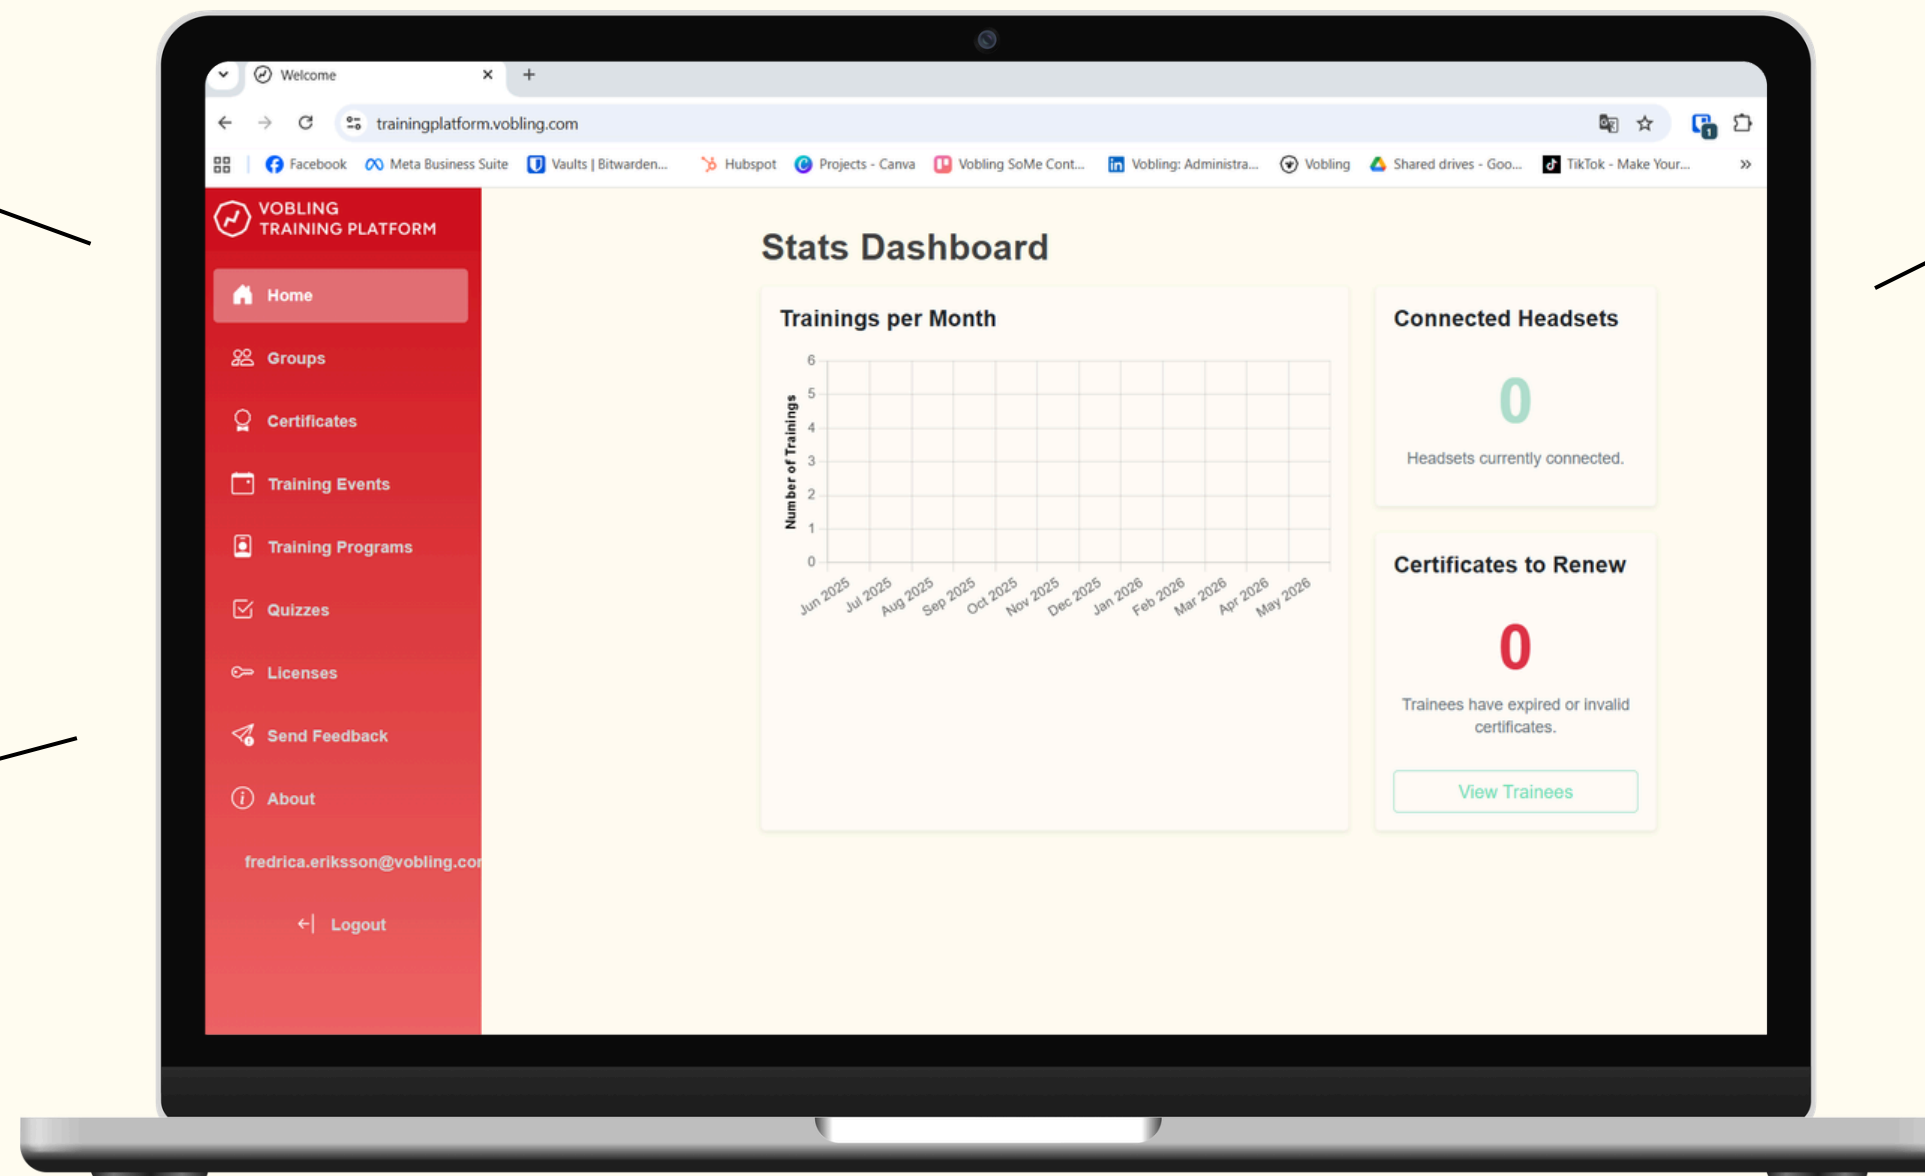 Welcome
trainingplatform.vobling.com
Facebook Meta Business Suite Vaults | Bitwarden... Hubspot Projects - Canva Vobling SoMe Cont... Vobling: Administra... Vobling Shared drives - Goo... TikTok - Make Your...
VOBLING
TRAINING PLATFORM
Home
Groups
Certificates
Training Events
Training Programs
Quizzes
Licenses
Send Feedback
About
fredrica.eriksson@vobling.co
Logout
Stats Dashboard
Trainings per Month
Number of Trainings
6
5
4
3
2
1
0
Jun 2025 Jul 2025 Aug 2025 Sep 2025 Oct 2025 Nov 2025 Dec 2025 Jan 2026 Feb 2026 Mar 2026 Apr 2026 May 2026
Connected Headsets
0
Headsets currently connected.
Certificates to Renew
0
Trainees have expired or invalid
certificates.
View Trainees